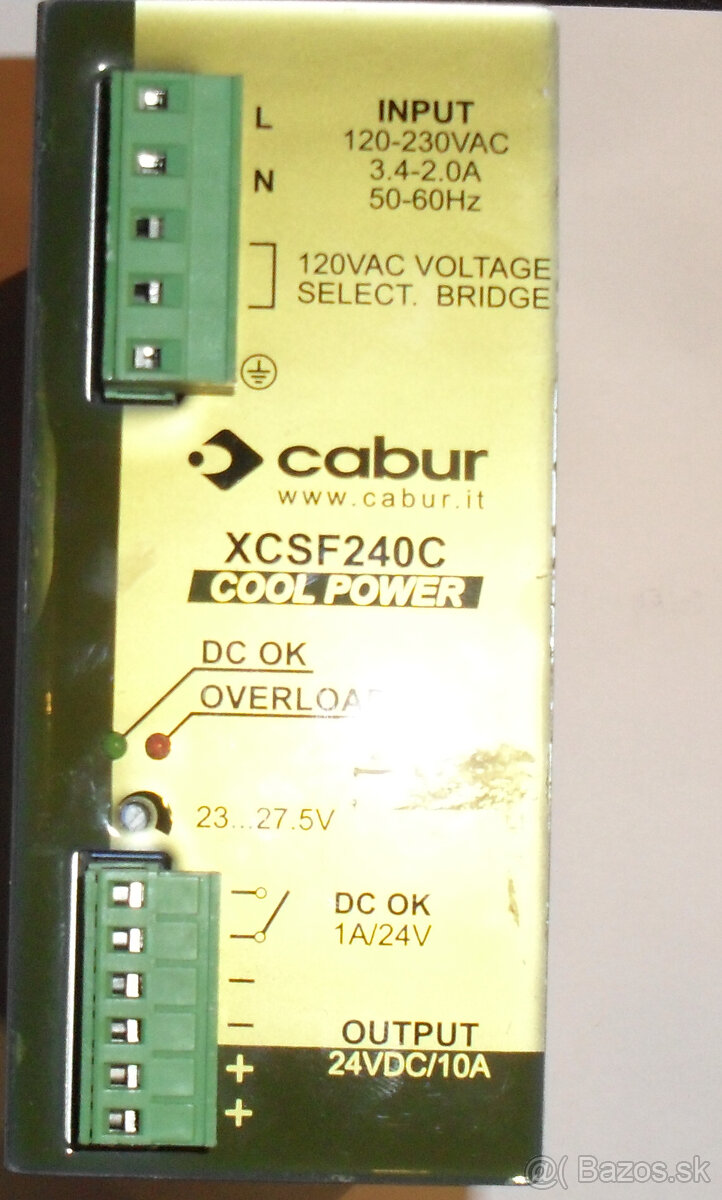 L
INPUT
120-230VAC
3.4-2.0A
N
50-60Hz
120VAC VOLTAGE
SELECT. BRIDGE
cabur
www.cabur.it
XCSF240C
COOL POWER
DC OK
23...27.5V
DC OK
1A/24V
-
-
OUTPUT
24VDC/10A
+
+
@( Bazos.sk